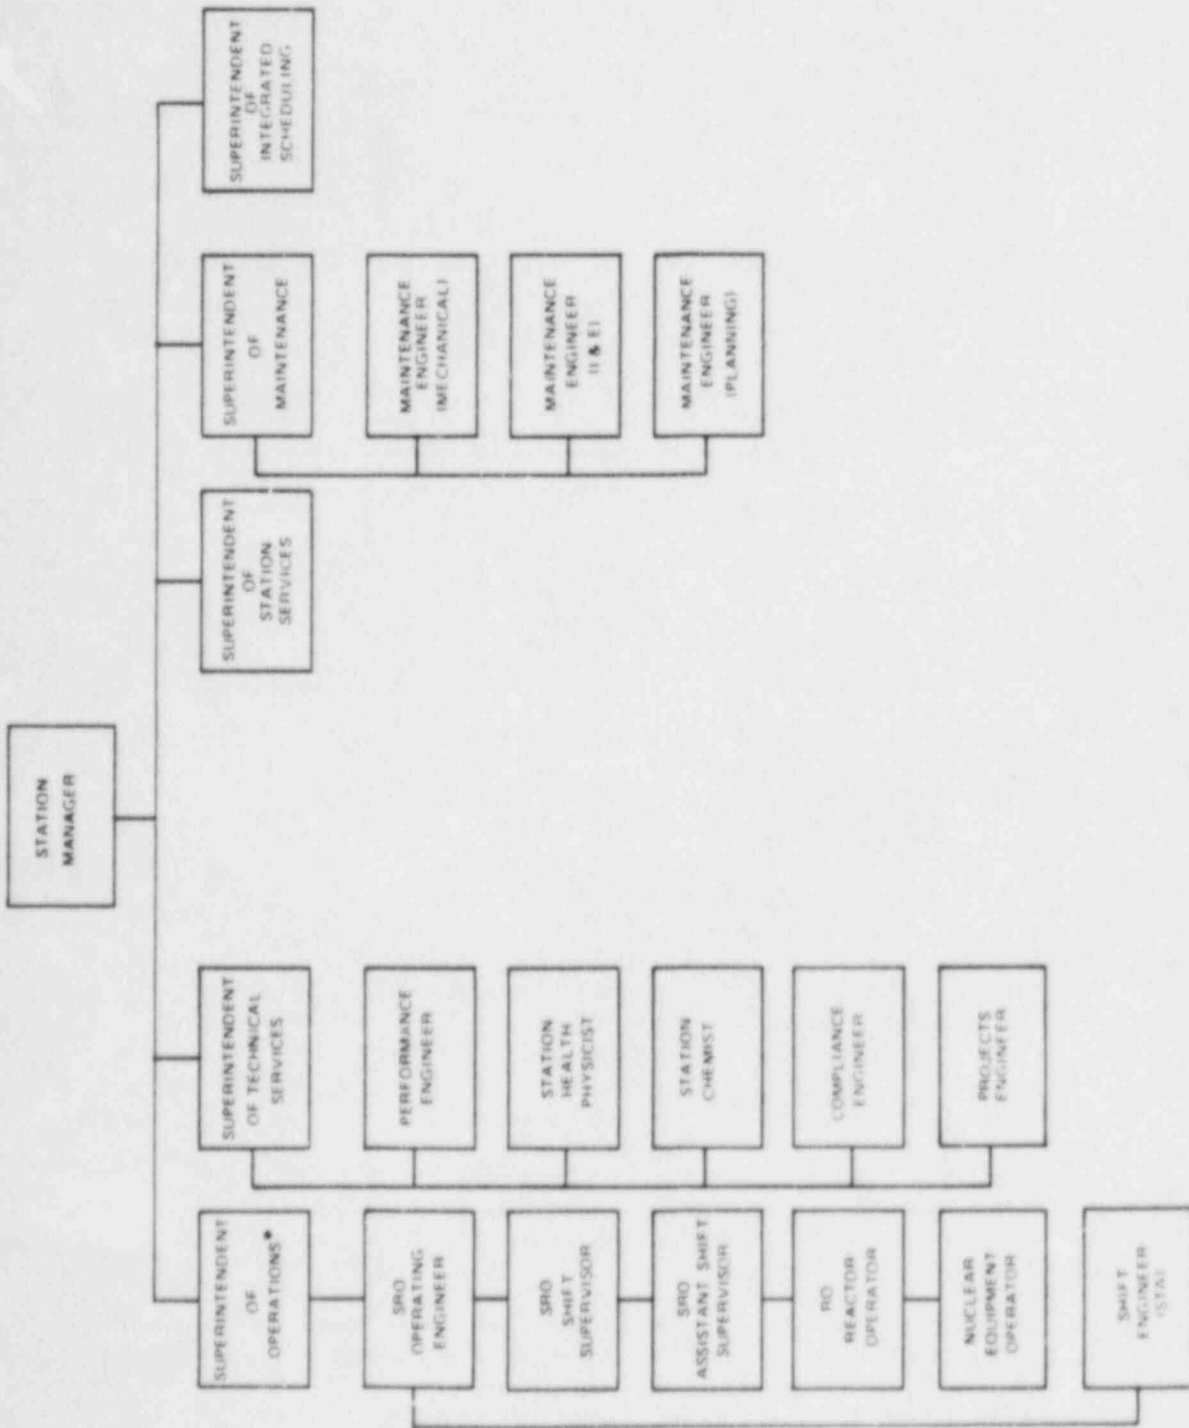 STATION
MANAGER
SUPERINTENDENT
OF
OPERATIONS*
SRO
OPERATING
ENGINEER
SRO
SHIFT
SUPERVISOR
SRO
ASSISTANT SHIFT
SUPERVISOR
RO
REACTOR
OPERATOR
NUCLEAR
EQUIPMENT
OPERATOR
SHIFT
ENGINEER
(STA)
SUPERINTENDENT
OF TECHNICAL
SERVICES
PERFORMANCE
ENGINEER
STATION
HEALTH
PHYSICIST
STATION
CHEMIST
COMPLIANCE
ENGINEER
PROJECTS
ENGINEER
SUPERINTENDENT
OF
STATION
SERVICES
SUPERINTENDENT
OF
MAINTENANCE
MAINTENANCE
ENGINEER
(MECHANICAL)
MAINTENANCE
ENGINEER
(I & E)
MAINTENANCE
ENGINEER
(PLANNING)
SUPERINTENDENT
OF
INTEGRATED
SCHEDULING